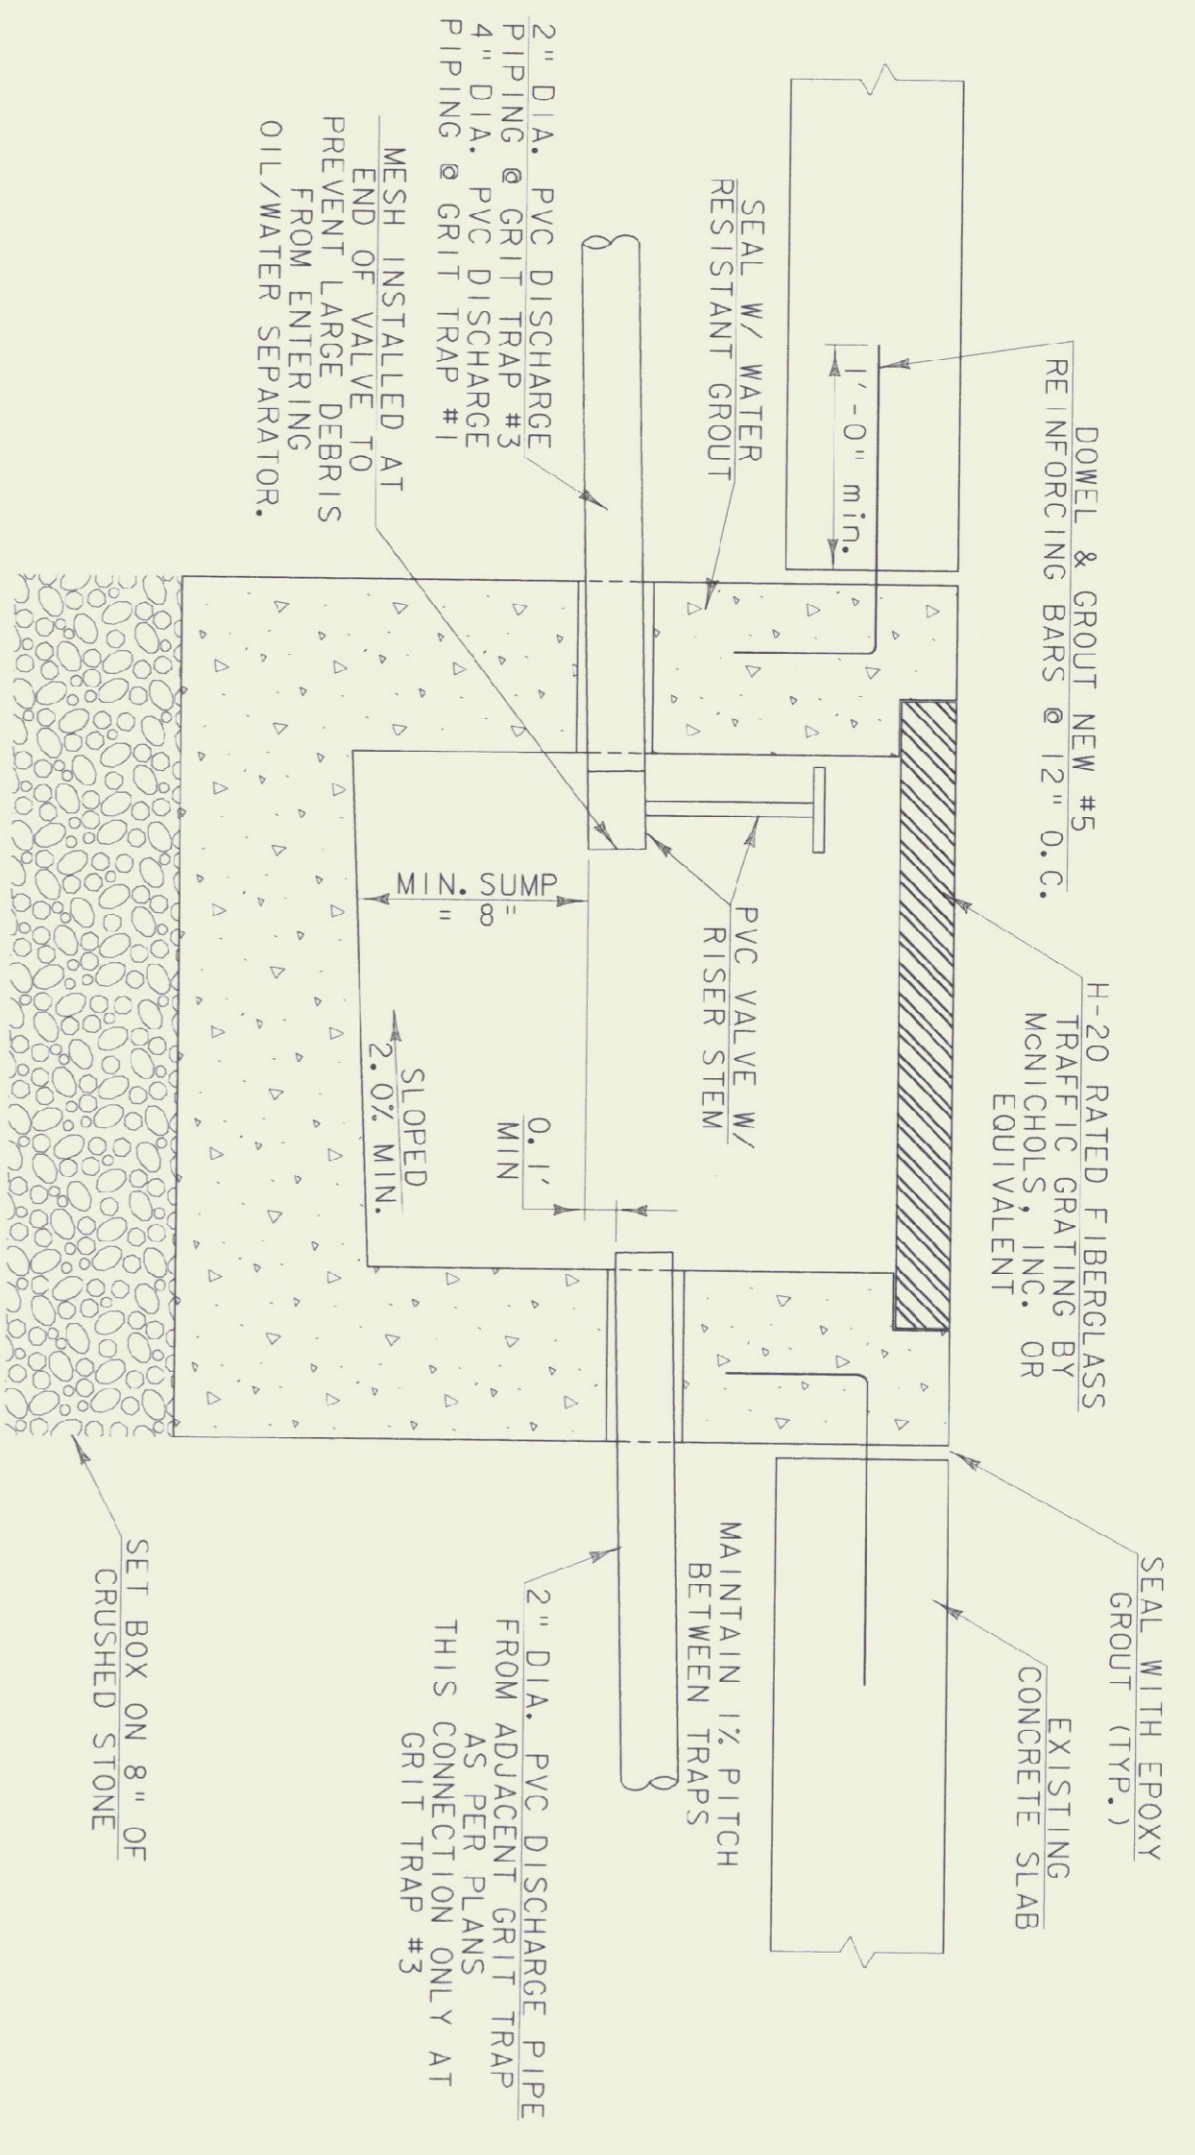 DOWEL & GROUT NEW #5
REINFORCING BARS @ 12" O.C.
H-20 RATED FIBERGLASS
TRAFFIC GRATING BY
McNICHOLS, INC. OR
EQUIVALENT
SEAL WITH EPOXY
GROUT (TYP.)
EXISTING
CONCRETE SLAB
1'-0" min.
SEAL W/ WATER
RESISTANT GROUT
PVC VALVE W/
RISER STEM
MAINTAIN 1% PITCH
BETWEEN TRAPS
2" DIA. PVC DISCHARGE
PIPING @ GRIT TRAP #3
4" DIA. PVC DISCHARGE
PIPING @ GRIT TRAP #1
MIN. SUMP
= 8"
0.1'
MIN
SLOPED
2.0% MIN.
2" DIA. PVC DISCHARGE PIPE
FROM ADJACENT GRIT TRAP
AS PER PLANS
THIS CONNECTION ONLY AT
GRIT TRAP #3
MESH INSTALLED AT
END OF VALVE TO
PREVENT LARGE DEBRIS
FROM ENTERING
OIL/WATER SEPARATOR.
SET BOX ON 8" OF
CRUSHED STONE